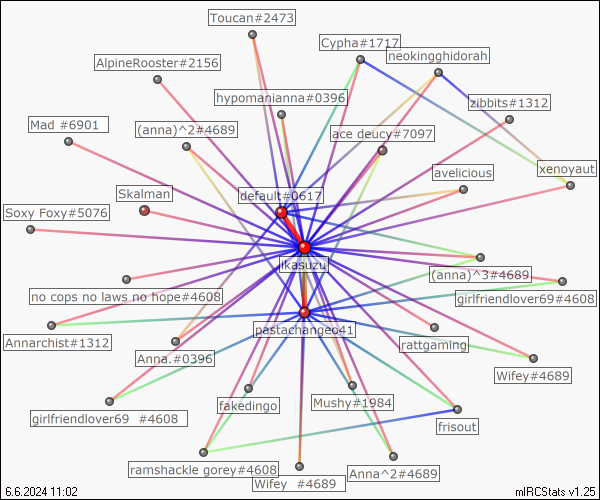 Toucan#2473
Cypha#1717
neokingghidorah
AlpineRooster#2156
hypomanianna#0396
zibbits#1312
Mad #6901
(anna)^2#4689
ace deucy#7097
avelicious
xenoyaut
Skalman
default#0617
Soxy Foxy#5076
likasuzu
(anna)^3#4689
no cops no laws no hope#4608
girlfriendlover69#4608
pastachangeo41
Annarchist#1312
Anna.#0396
rattgaming
Wifey#4689
fakedingo
Mushy#1984
girlfriendlover69  #4608
frisout
ramshackle gorey#4608
Wifey  #4689
Anna^2#4689
6.6.2024 11:02
mIRCStats v1.25